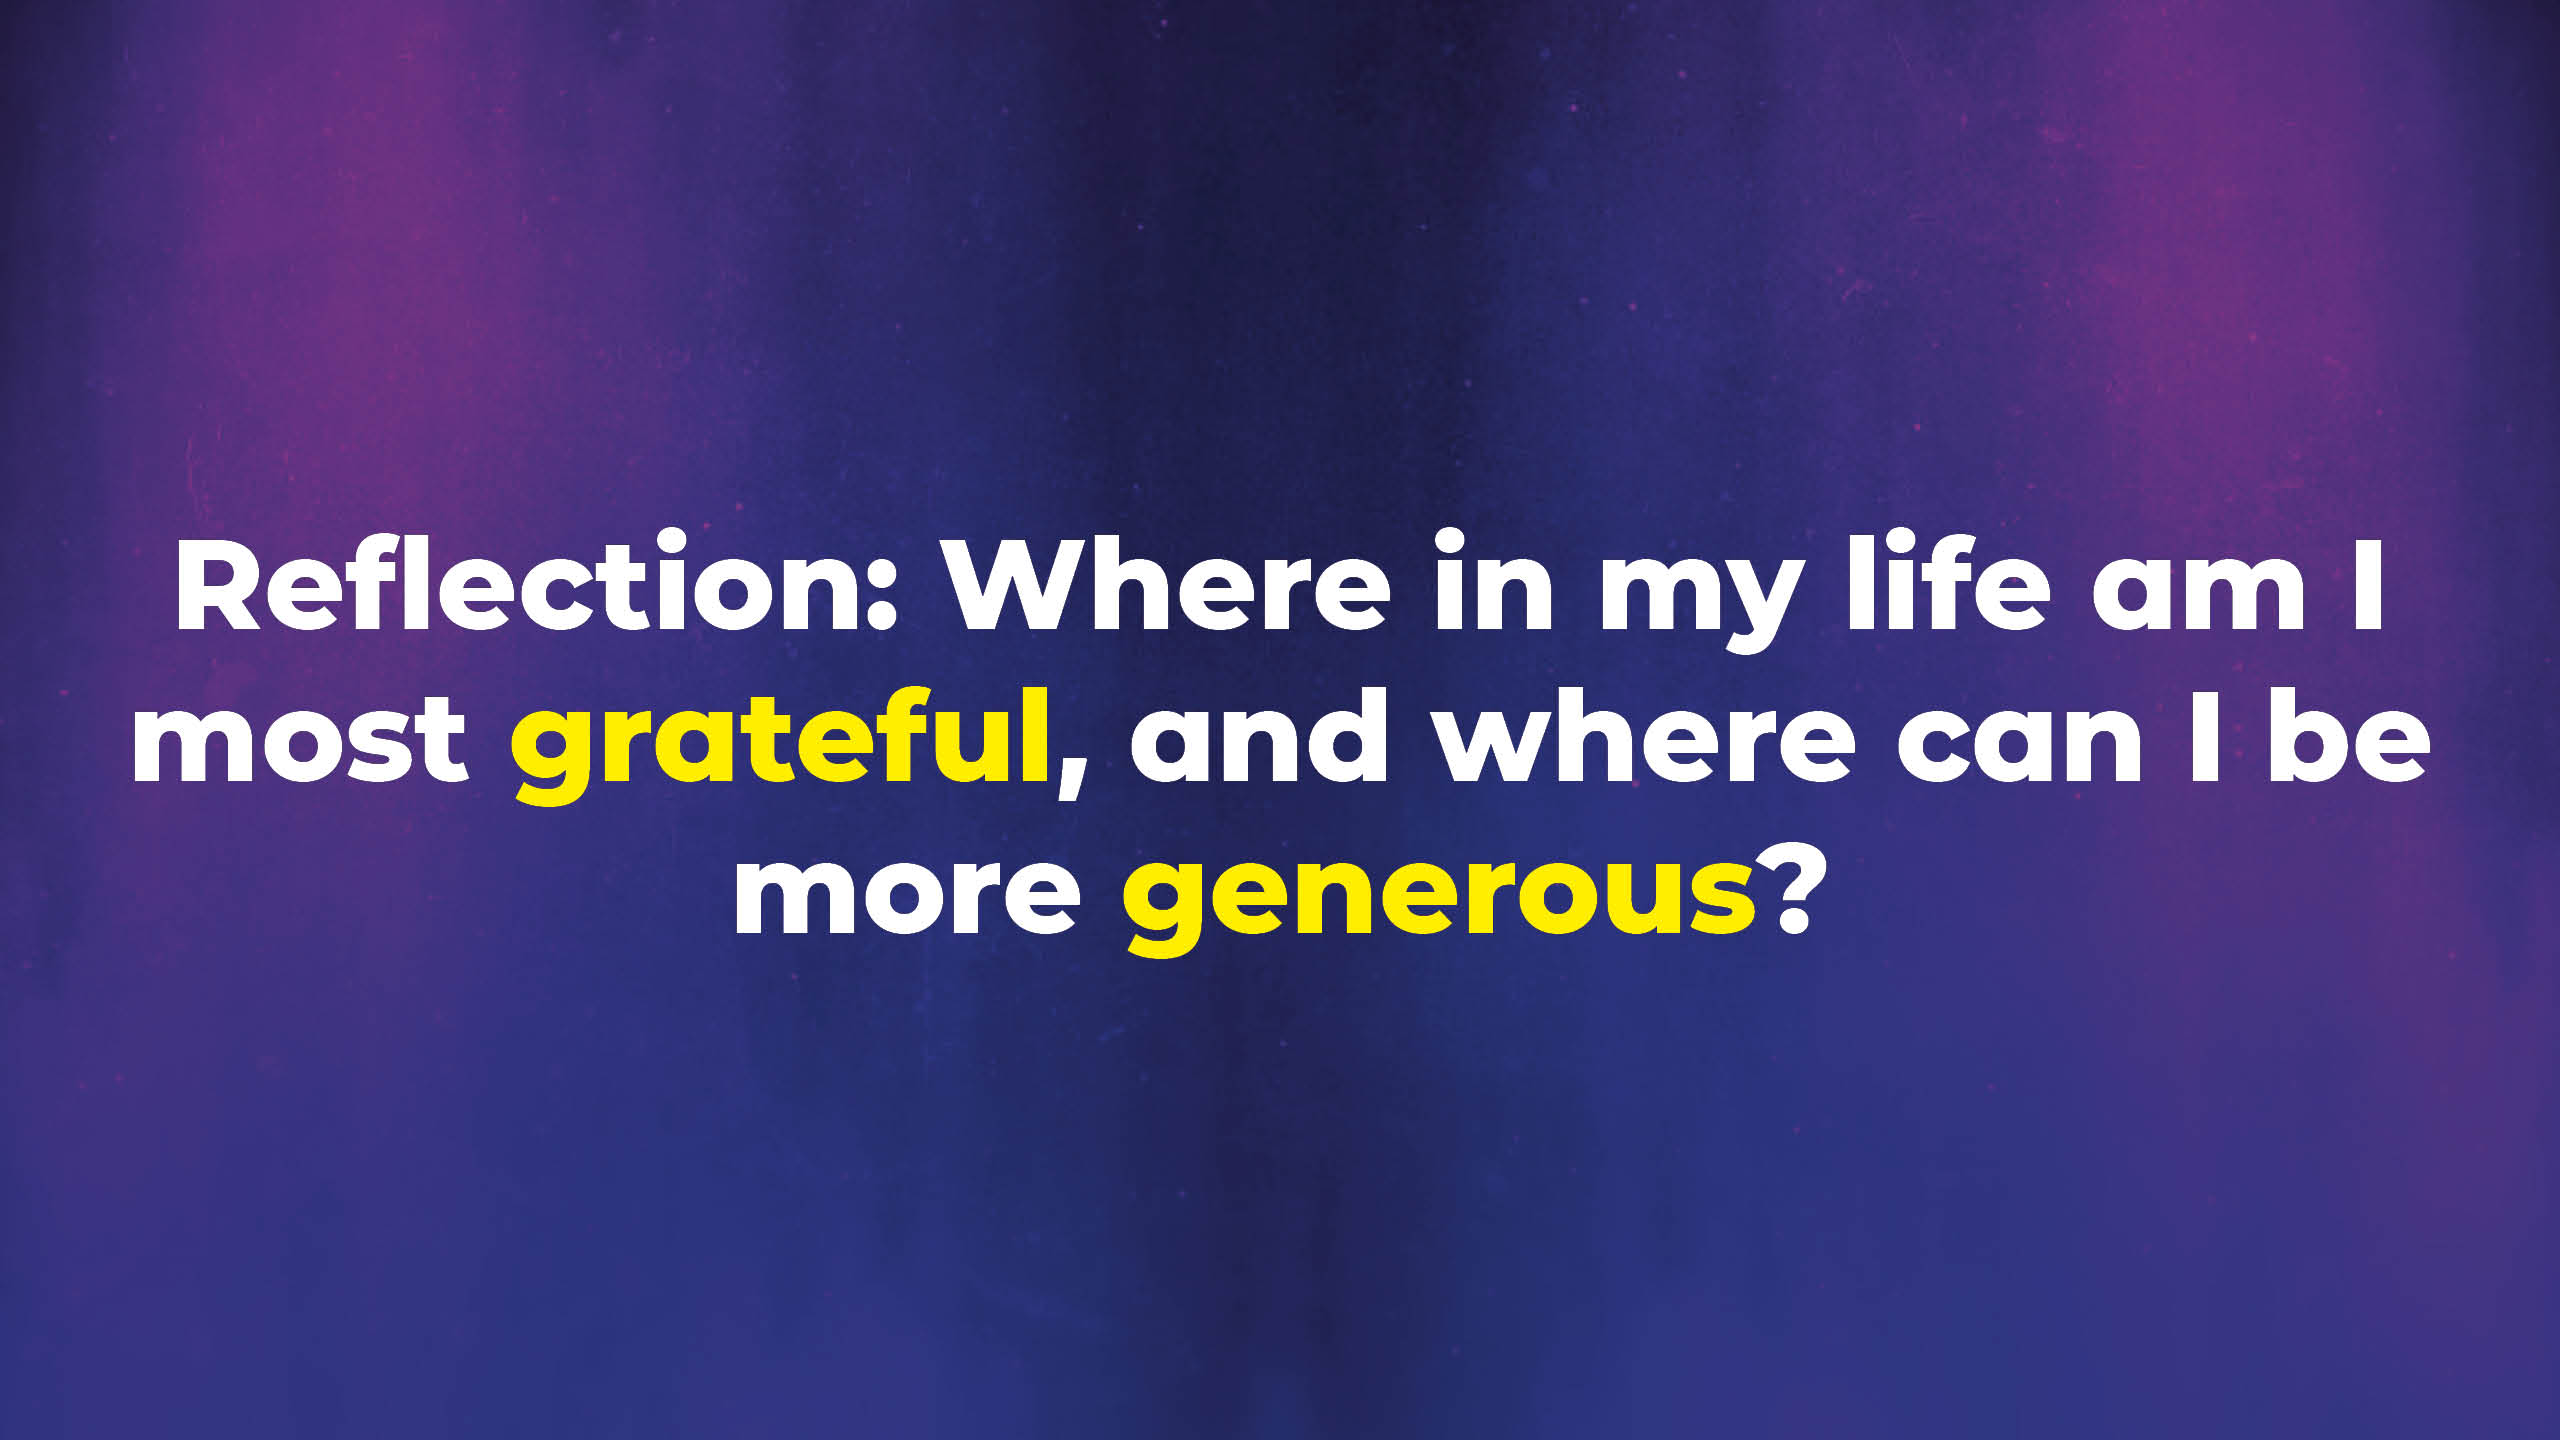 Reflection: Where in my life am I
most grateful, and where can I be
more generous?